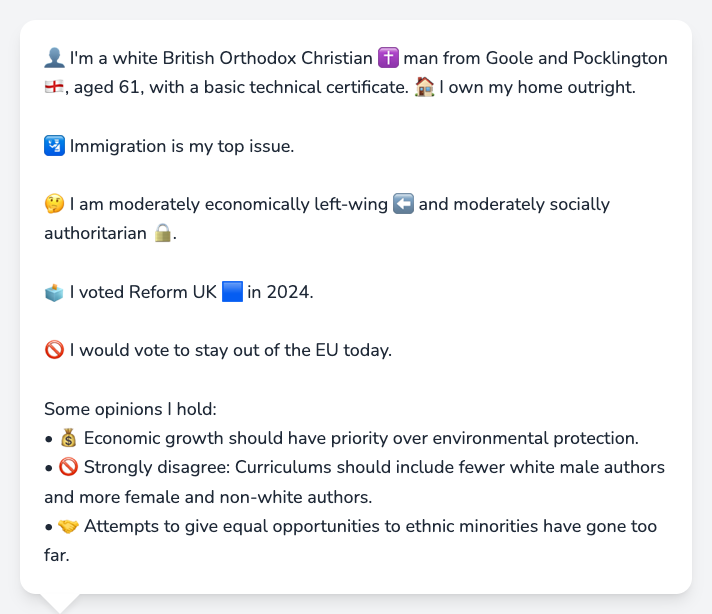 👤 I'm a white British Orthodox Christian ✝️ man from Goole and Pocklington
🏴󠁧󠁢󠁥󠁮󠁧󠁿, aged 61, with a basic technical certificate. 🏠 I own my home outright.
🛂 Immigration is my top issue.
🤔 I am moderately economically left-wing ⬅️ and moderately socially
authoritarian 🔒.
🗳️ I voted Reform UK 🟦 in 2024.
🚫 I would vote to stay out of the EU today.
Some opinions I hold:
• 💰 Economic growth should have priority over environmental protection.
• 🚫 Strongly disagree: Curriculums should include fewer white male authors
and more female and non-white authors.
• 🤝 Attempts to give equal opportunities to ethnic minorities have gone too
far.